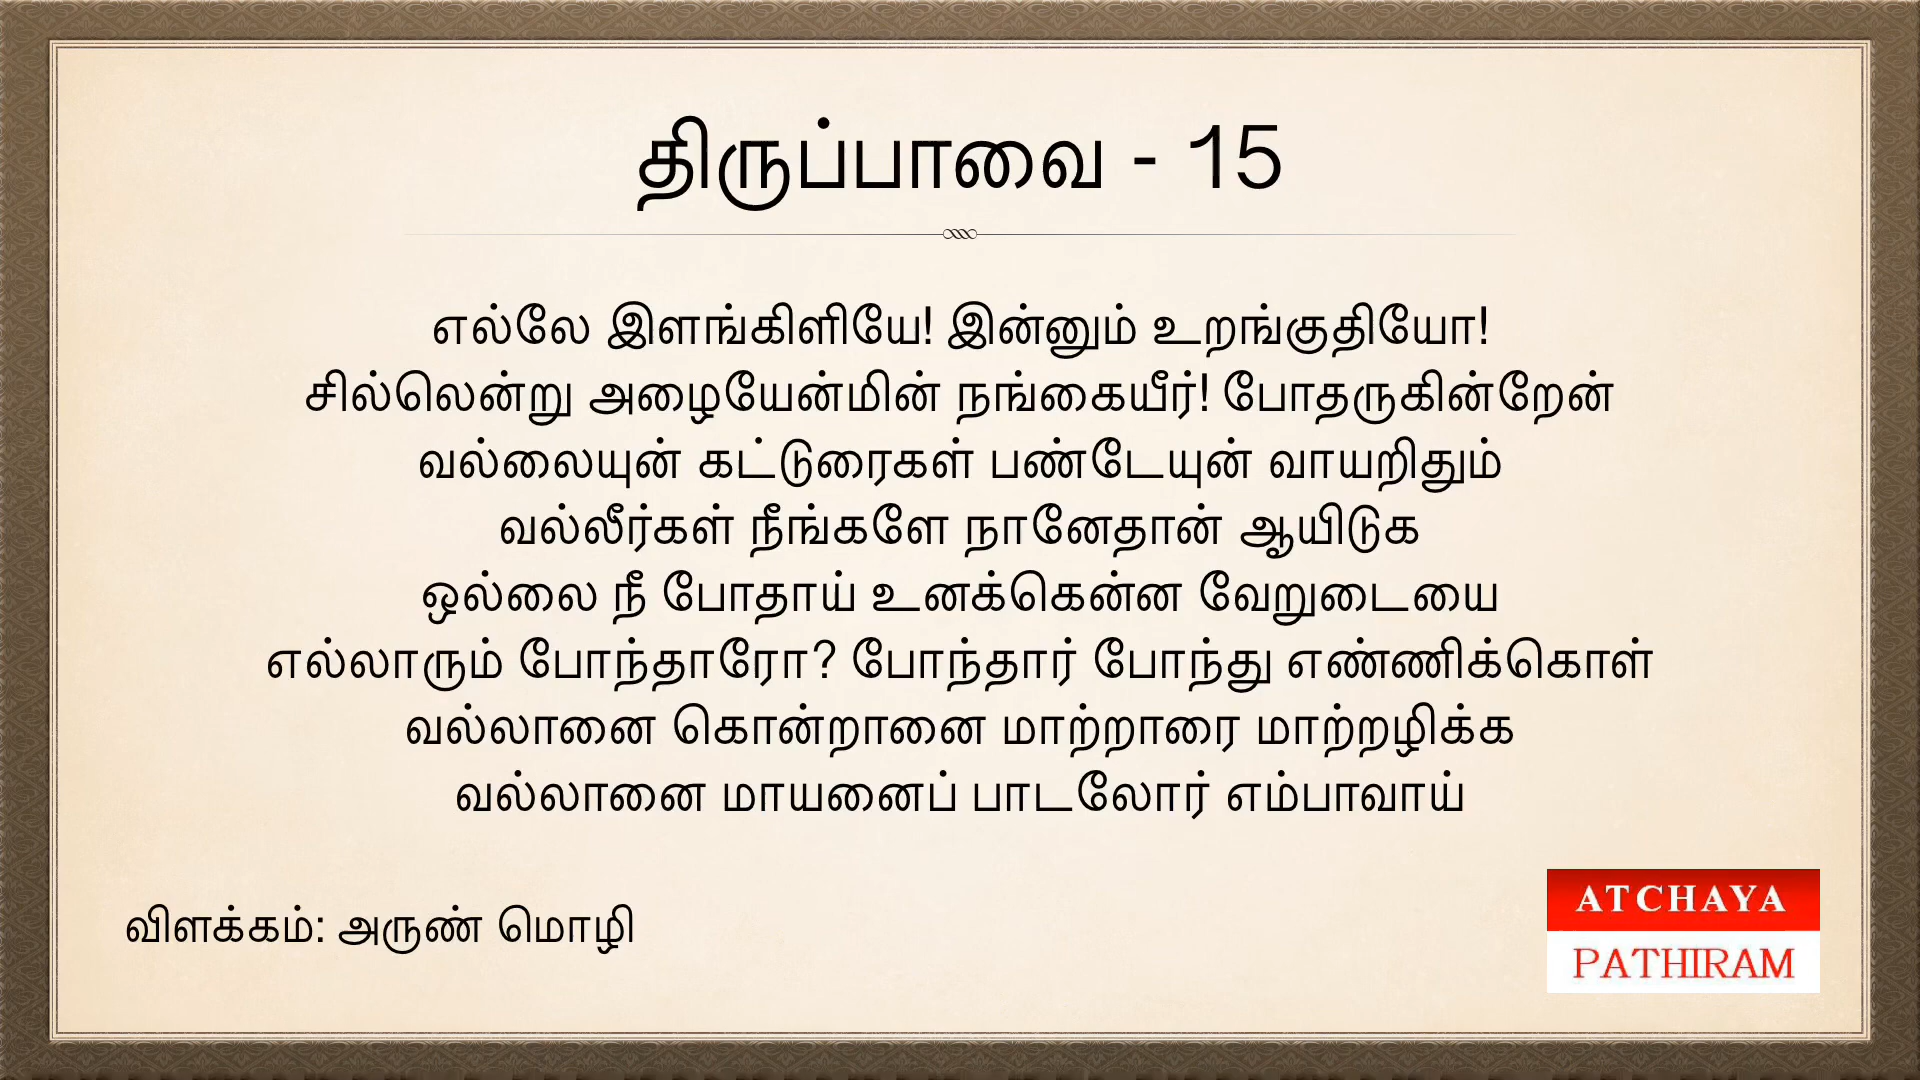 திருப்பாவை - 15
எல்லே இளங்கிளியே! இன்னும் உறங்குதியோ!
சில்லென்று அழையேன்மின் நங்கையீர்! போதருகின்றேன்
வல்லையுன் கட்டுரைகள் பண்டேயுன் வாயறிதும்
வல்லீர்கள் நீங்களே நானேதான் ஆயிடுக
ஒல்லை நீ போதாய் உனக்கென்ன வேறுடையை
எல்லாரும் போந்தாரோ? போந்தார் போந்து எண்ணிக்கொள்
வல்லானை கொன்றானை மாற்றாரை மாற்றழிக்க
வல்லானை மாயனைப் பாடலோர் எம்பாவாய்
விளக்கம்: அருண் மொழி
ATCHAYA
PATHIRAM